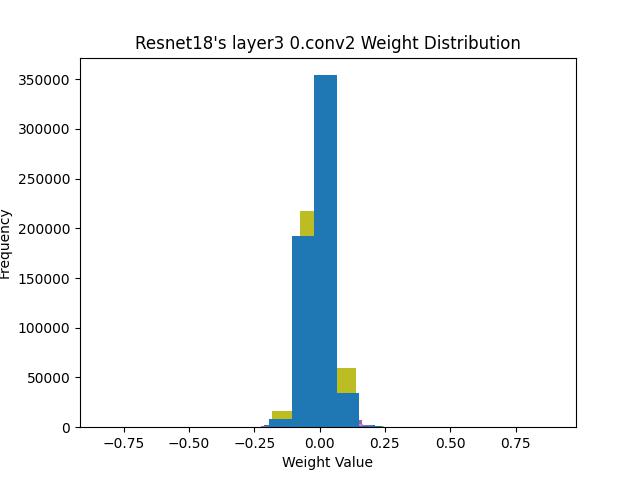 Resnet18's layer3 0.conv2 Weight Distribution
350000
300000
250000
200000
150000
100000
50000
0
Frequency
−0.75 −0.50 −0.25 0.00 0.25 0.50 0.75
Weight Value